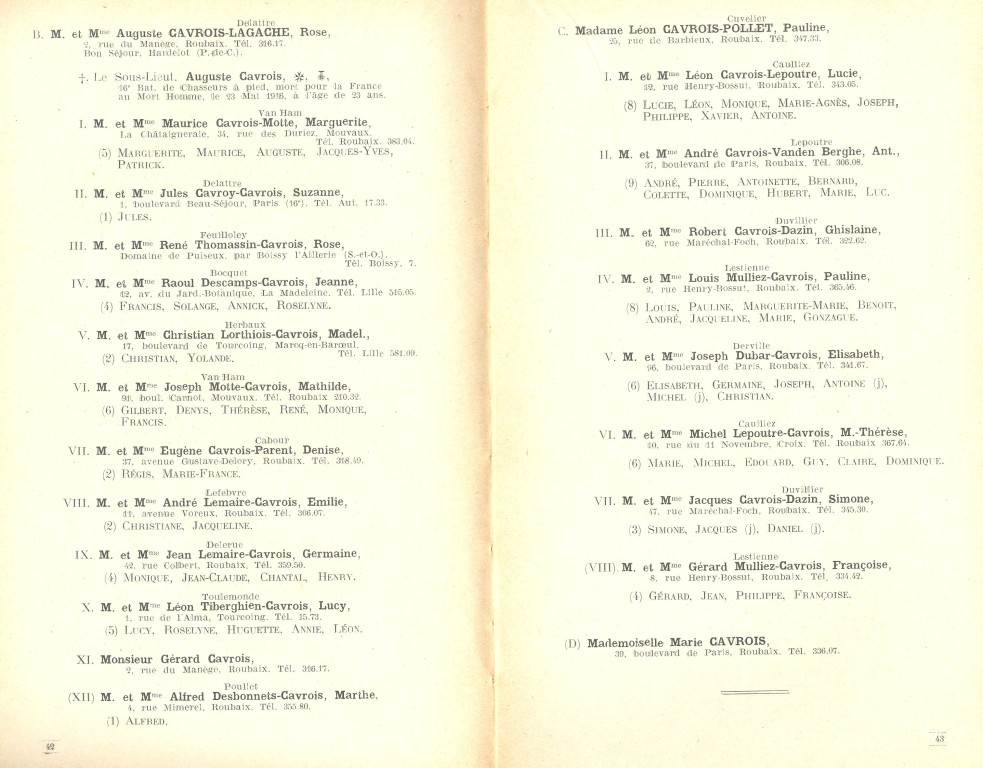 Delattre
B. M. et Mme Auguste CAVROIS-LAGACHE, Rose,
2, rue du Manège, Roubaix. Tél. 316.17.
Bon Séjour, Hardelot (P.-de-C.).
†. Le Sous-Lieut. Auguste Cavrois,
16e Bat. de Chasseurs à pied, mort pour la France
au Mort Homme, le 23 Mai 1916, à l'âge de 23 ans.
Van Ham
I. M. et Mme Maurice Cavrois-Motte, Marguerite,
La Châtaigneraie, 34, rue des Duriez, Mouvaux.
Tél. Roubaix. 383.04.
(5) MARGUERITE, MAURICE, AUGUSTE, JACQUES-YVES,
PATRICK.
Delattre
II. M. et Mme Jules Cavroy-Cavrois, Suzanne,
1, boulevard Beau-Séjour, Paris (16e). Tél. Aut. 17.33.
(1) JULES.
Feuilloley
III. M. et Mme René Thomassin-Cavrois, Rose,
Domaine de Puiseux, par Boissy l'Aillerie (S.-et-O.).
Tél. Boissy, 7.
Bocquet
IV. M. et Mme Raoul Descamps-Cavrois, Jeanne,
12, av. du Jard.-Botanique, La Madeleine. Tél. Lille 515.05.
(4) FRANCIS, SOLANGE, ANNICK, ROSELYNE.
Herbaux
V. M. et Mme Christian Lorthiois-Cavrois, Madel.,
17, boulevard de Tourcoing, Marcq-en-Barœul.
Tél. Lille 581.09.
(2) CHRISTIAN, YOLANDE.
Van Ham
VI. M. et Mme Joseph Motte-Cavrois, Mathilde,
91, boul. Carnot, Mouvaux. Tél. Roubaix 210.32.
(6) GILBERT, DENYS, THÉRÈSE, RENÉ, MONIQUE,
FRANCIS.
Cabour
VII. M. et Mme Eugène Cavrois-Parent, Denise,
37, avenue Gustave-Delory, Roubaix. Tél. 318.49.
(2) RÉGIS, MARIE-FRANCE.
Lefebvre
VIII. M. et Mme André Lemaire-Cavrois, Emilie,
11, avenue Voreux, Roubaix. Tél. 306.07.
(2) CHRISTIANE, JACQUELINE.
Delerue
IX. M. et Mme Jean Lemaire-Cavrois, Germaine,
42, rue Colbert, Roubaix. Tél. 359.50.
(4) MONIQUE, JEAN-CLAUDE, CHANTAL, HENRY.
Toulemonde
X. M. et Mme Léon Tiberghien-Cavrois, Lucy,
1, rue de l'Alma, Tourcoing. Tél. 15.73.
(5) LUCY, ROSELYNE, HUGUETTE, ANNIE, LÉON.
XI. Monsieur Gérard Cavrois,
2, rue du Manège, Roubaix. Tél. 316.17.
Poullet
(XII) M. et Mme Alfred Desbonnets-Cavrois, Marthe,
4, rue Mimerel, Roubaix. Tél. 355.80.
(1) ALFRED.
42
Cuvelier
C. Madame Léon CAVROIS-POLLET, Pauline,
25, rue de Barbieux, Roubaix. Tél. 347.33.
Caulliez
I. M. et Mme Léon Cavrois-Lepoutre, Lucie,
12, rue Henry-Bossut, Roubaix. Tél. 343.05.
(8) LUCIE, LÉON, MONIQUE, MARIE-AGNÈS, JOSEPH,
PHILIPPE, XAVIER, ANTOINE.
Lepoutre
II. M. et Mme André Cavrois-Vanden Berghe, Ant.,
37, boulevard de Paris, Roubaix. Tél. 306.08.
(9) ANDRÉ, PIERRE, ANTOINETTE, BERNARD,
COLETTE, DOMINIQUE, HUBERT, MARIE, LUC.
Duvillier
III. M. et Mme Robert Cavrois-Dazin, Ghislaine,
62, rue Maréchal-Foch, Roubaix. Tél. 322.62.
Lestienne
IV. M. et Mme Louis Mulliez-Cavrois, Pauline,
2, rue Henry-Bossut, Roubaix. Tél. 365.46.
(8) LOUIS, PAULINE, MARGUERITE-MARIE, BENOIT,
ANDRÉ, JACQUELINE, MARIE, GONZAGUE.
Derville
V. M. et Mme Joseph Dubar-Cavrois, Elisabeth,
96, boulevard de Paris, Roubaix. Tél. 341.67.
(6) ELISABETH, GERMAINE, JOSEPH, ANTOINE (j),
MICHEL (j), CHRISTIAN.
Caulliez
VI. M. et Mme Michel Lepoutre-Cavrois, M.-Thérèse,
10, rue du 11 Novembre, Croix. Tél. Roubaix 367.64.
(6) MARIE, MICHEL, EDOUARD, GUY, CLAIRE, DOMINIQUE.
Duvillier
VII. M. et Mme Jacques Cavrois-Dazin, Simone,
47, rue Maréchal-Foch, Roubaix. Tél. 345.30.
(3) SIMONE, JACQUES (j), DANIEL (j).
Lestienne
(VIII) M. et Mme Gérard Mulliez-Cavrois, Françoise,
8, rue Henry-Bossut, Roubaix. Tél. 334.42.
(4) GÉRARD, JEAN, PHILIPPE, FRANÇOISE.
(D) Mademoiselle Marie CAVROIS,
39, boulevard de Paris, Roubaix. Tél. 336.07.
43